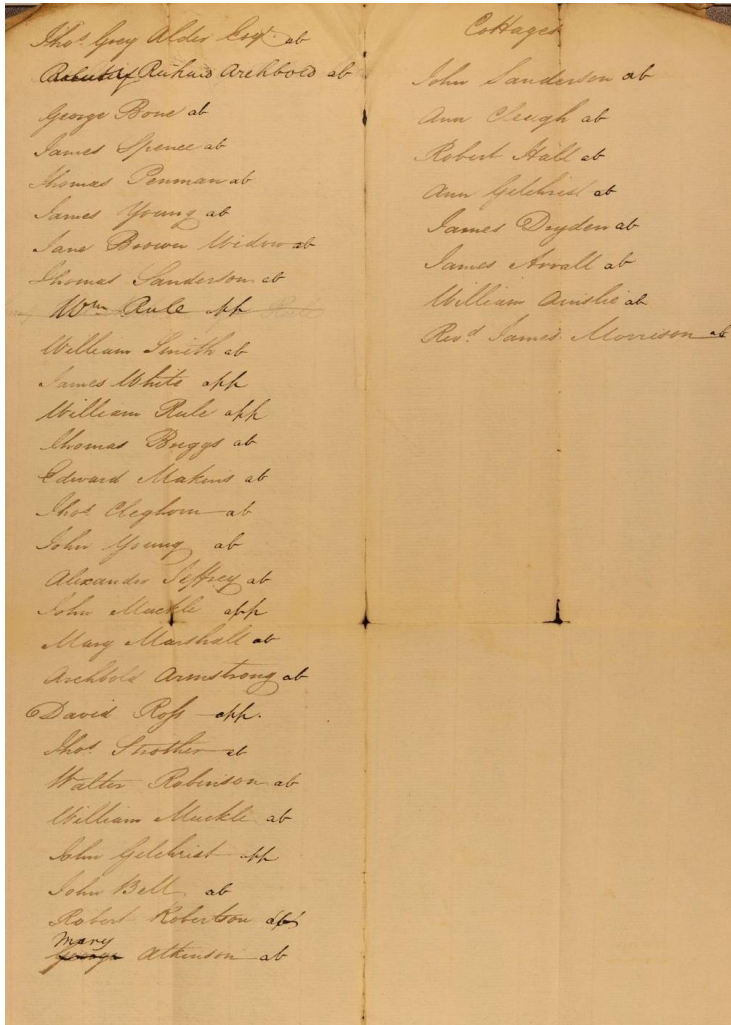 Thos. Grey Alder Esqr. ab
Richard Archbold ab
George Bone ab
James Spence ab
Thomas Penman ab
James Young ab
Jane Brown Widow ab
Thomas Sanderson ab
Wm Rule app
William Smith ab
James White app
William Rule app
Thomas Briggs ab
Edward Makins ab
Thos. Cleghorn ab
John Young ab
Alexander Jeffrey ab
John Muckle app
Mary Marshall ab
Archbold Armstrong ab
David Ross app.
Thos. Strother ab
Walter Robinson ab
William Muckle ab
John Gilchrist app
John Bell ab
Robert Robertson
Mary
George Atkinson ab
Cottages
John Sanderson ab
Ann Cleugh ab
Robert Hall ab
Ann Gilchrist ab
James Dryden ab
James Arvall ab
William Ainslie ab
Revd. James Morrison ab